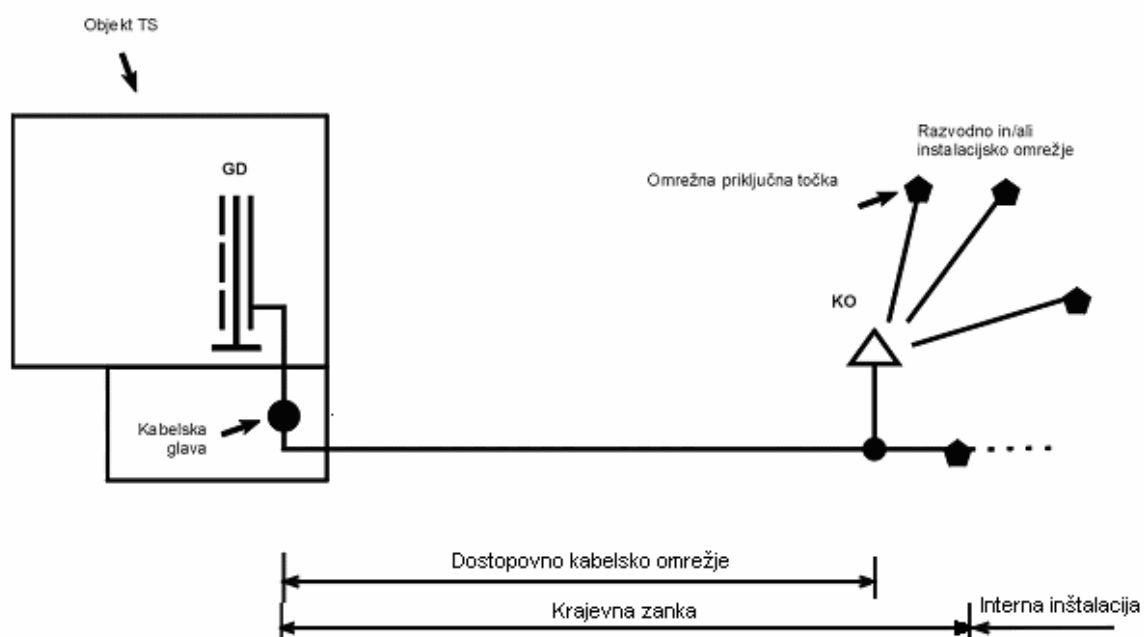 Objekt TS
GD
Razvodno in/ali
instalacijsko omrežje
Omrežna priključna točka
KO
Kabelska
glava
Dostopovno kabelsko omrežje
Krajevna zanka
Interna inštalacija